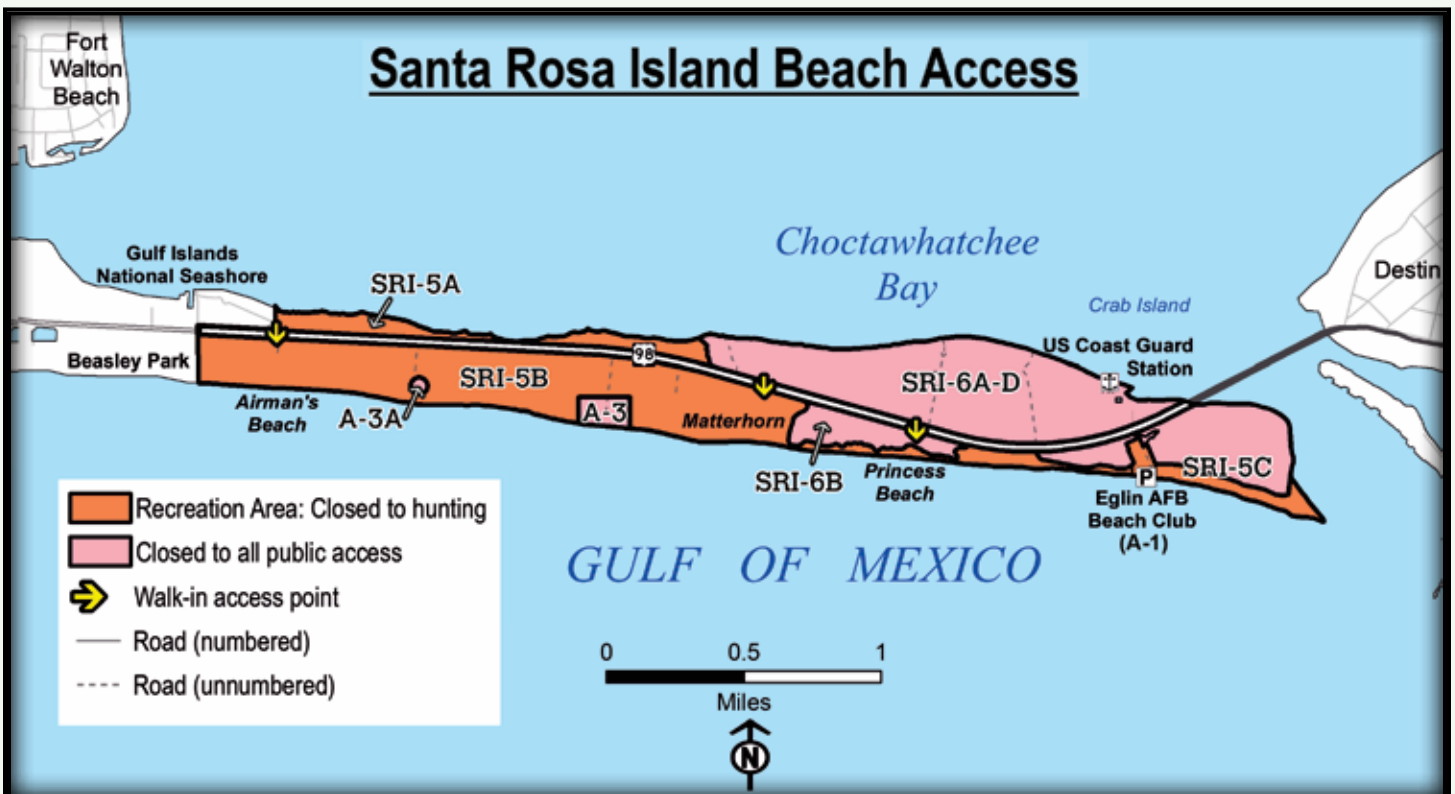 Santa Rosa Island Beach Access
Fort
Walton
Beach
Gulf Islands
National Seashore
SRI-5A
Choctawhatchee
Bay
Crab Island
Destin
US Coast Guard
Station
98
Beasley Park
SRI-5B
SRI-6A-D
Airman's
Beach
A-3A
A-3
Matterhorn
SRI-6B
Princess
Beach
P
SRI-5C
Eglin AFB
Beach Club
(A-1)
GULF OF MEXICO
Recreation Area: Closed to hunting
Closed to all public access
Walk-in access point
Road (numbered)
Road (unnumbered)
0 0.5 1
Miles
N